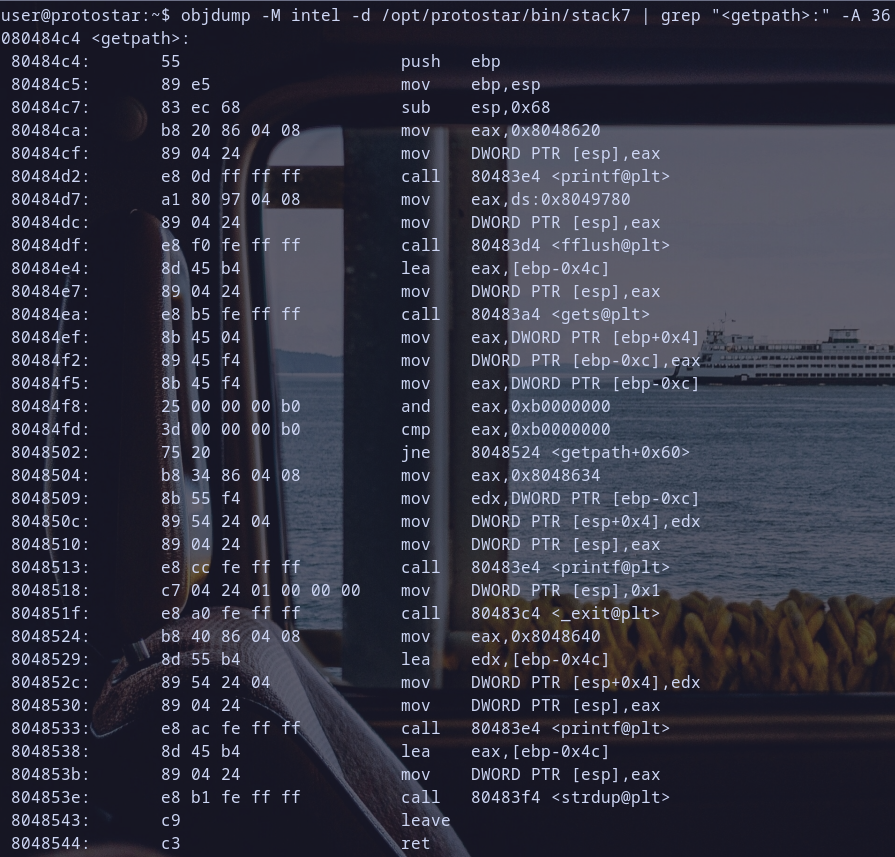 user@protostar:~$ objdump -M intel -d /opt/protostar/bin/stack7 | grep "<getpath>:" -A 36
080484c4 <getpath>:
 80484c4:	55                   	push   ebp
 80484c5:	89 e5                	mov    ebp,esp
 80484c7:	83 ec 68             	sub    esp,0x68
 80484ca:	b8 20 86 04 08       	mov    eax,0x8048620
 80484cf:	89 04 24             	mov    DWORD PTR [esp],eax
 80484d2:	e8 0d ff ff ff       	call   80483e4 <printf@plt>
 80484d7:	a1 80 97 04 08       	mov    eax,ds:0x8049780
 80484dc:	89 04 24             	mov    DWORD PTR [esp],eax
 80484df:	e8 f0 fe ff ff       	call   80483d4 <fflush@plt>
 80484e4:	8d 45 b4             	lea    eax,[ebp-0x4c]
 80484e7:	89 04 24             	mov    DWORD PTR [esp],eax
 80484ea:	e8 b5 fe ff ff       	call   80483a4 <gets@plt>
 80484ef:	8b 45 04             	mov    eax,DWORD PTR [ebp+0x4]
 80484f2:	89 45 f4             	mov    DWORD PTR [ebp-0xc],eax
 80484f5:	8b 45 f4             	mov    eax,DWORD PTR [ebp-0xc]
 80484f8:	25 00 00 00 b0       	and    eax,0xb0000000
 80484fd:	3d 00 00 00 b0       	cmp    eax,0xb0000000
 8048502:	75 20                	jne    8048524 <getpath+0x60>
 8048504:	b8 34 86 04 08       	mov    eax,0x8048634
 8048509:	8b 55 f4             	mov    edx,DWORD PTR [ebp-0xc]
 804850c:	89 54 24 04          	mov    DWORD PTR [esp+0x4],edx
 8048510:	89 04 24             	mov    DWORD PTR [esp],eax
 8048513:	e8 cc fe ff ff       	call   80483e4 <printf@plt>
 8048518:	c7 04 24 01 00 00 00 	mov    DWORD PTR [esp],0x1
 804851f:	e8 a0 fe ff ff       	call   80483c4 <_exit@plt>
 8048524:	b8 40 86 04 08       	mov    eax,0x8048640
 8048529:	8d 55 b4             	lea    edx,[ebp-0x4c]
 804852c:	89 54 24 04          	mov    DWORD PTR [esp+0x4],edx
 8048530:	89 04 24             	mov    DWORD PTR [esp],eax
 8048533:	e8 ac fe ff ff       	call   80483e4 <printf@plt>
 8048538:	8d 45 b4             	lea    eax,[ebp-0x4c]
 804853b:	89 04 24             	mov    DWORD PTR [esp],eax
 804853e:	e8 b1 fe ff ff       	call   80483f4 <strdup@plt>
 8048543:	c9                   	leave
 8048544:	c3                   	ret